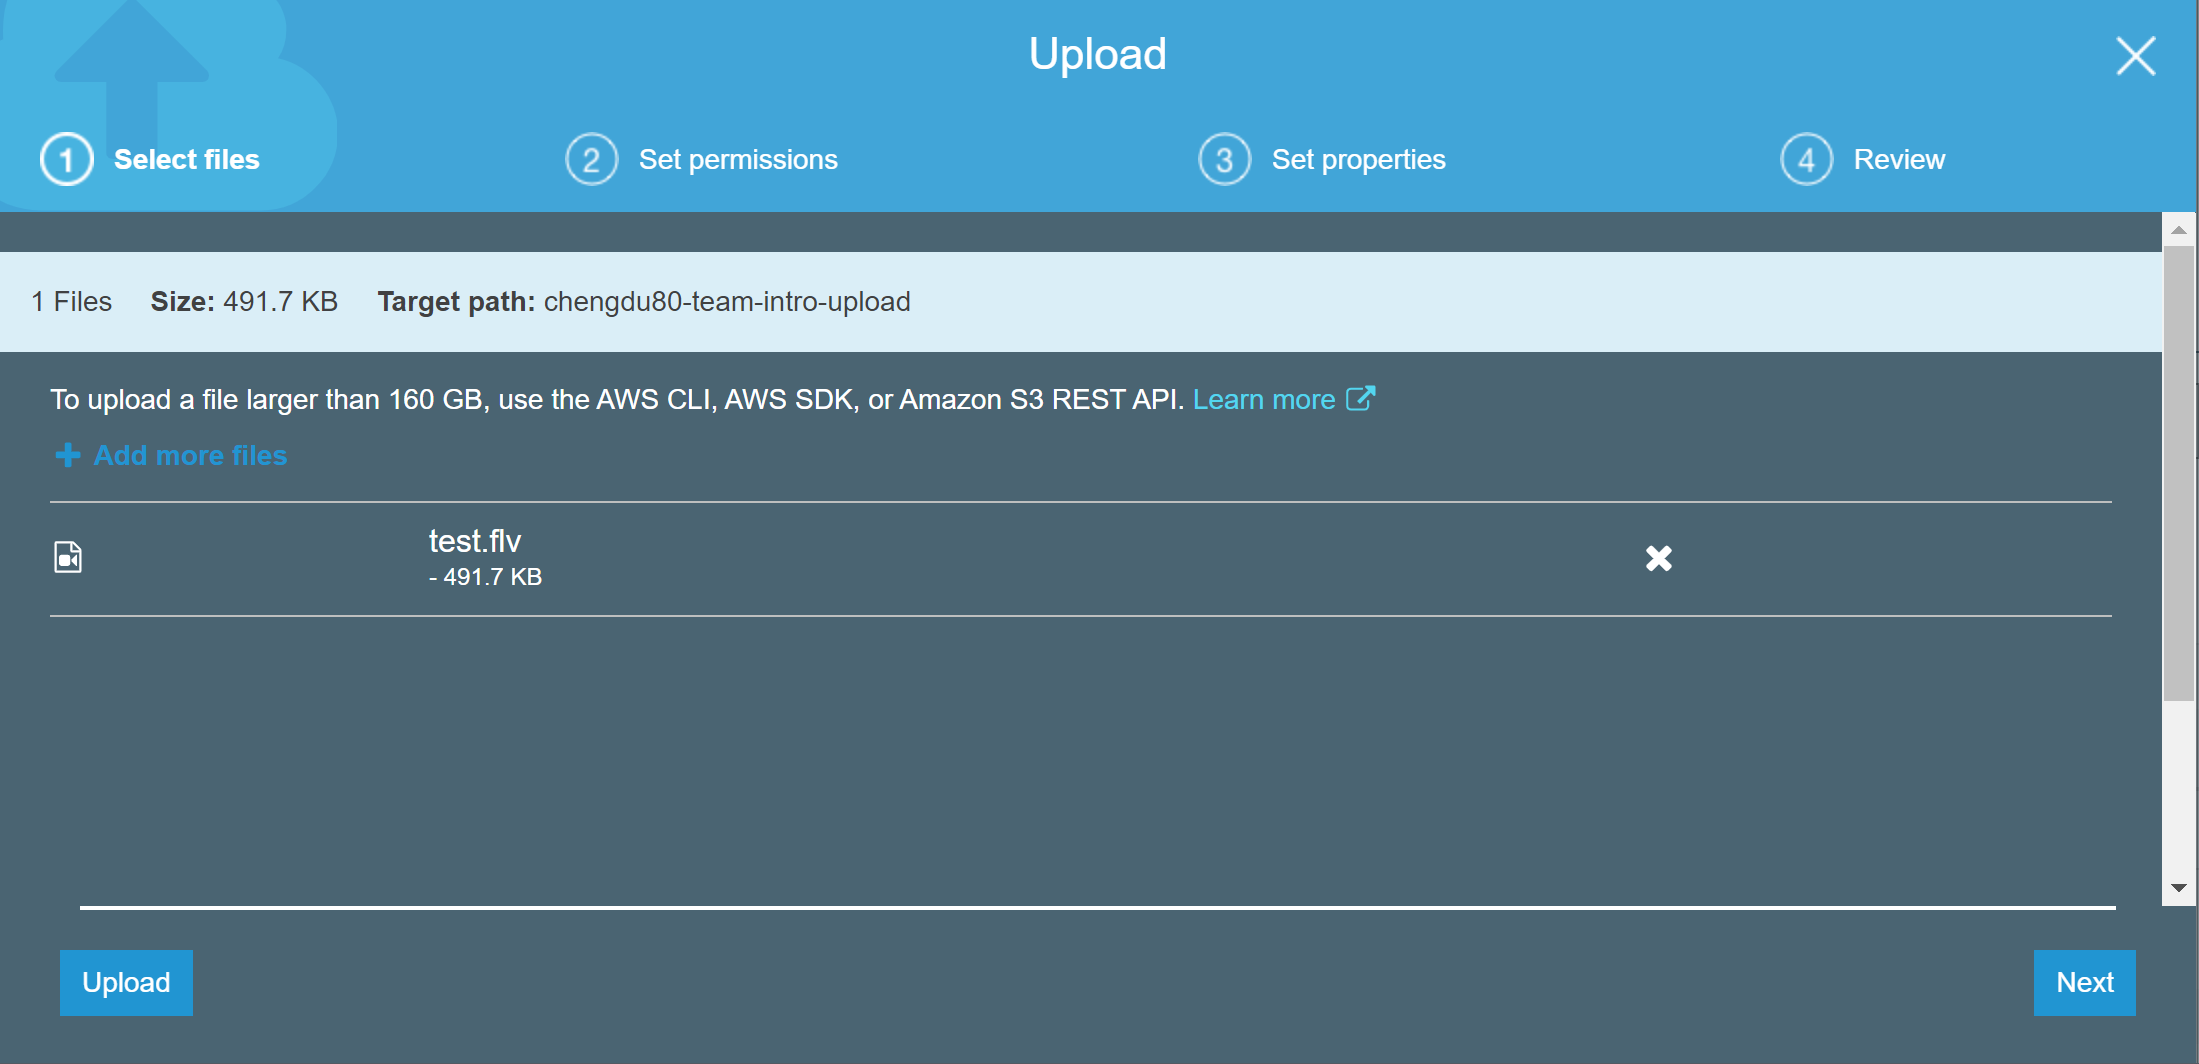 Upload
1 Select files 2 Set permissions 3 Set properties 4 Review
1 Files Size: 491.7 KB Target path: chengdu80-team-intro-upload
To upload a file larger than 160 GB, use the AWS CLI, AWS SDK, or Amazon S3 REST API. Learn more
Add more files
test.flv
- 491.7 KB
Upload Next